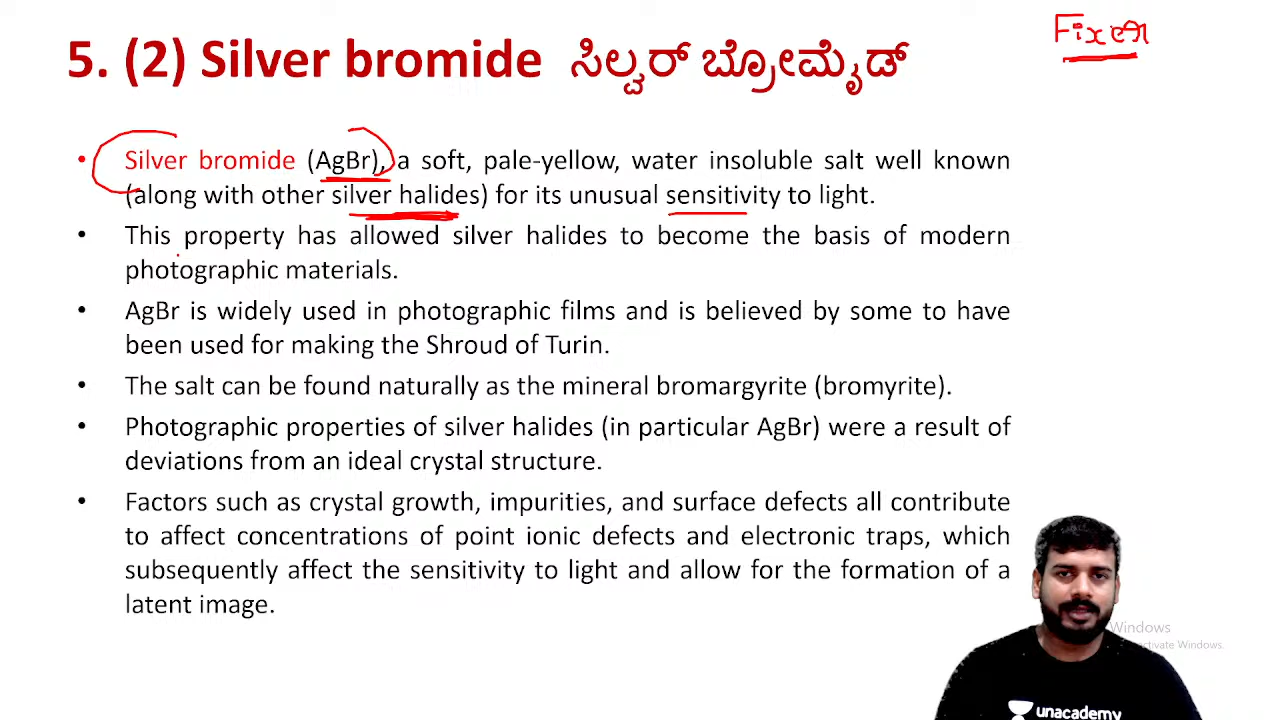 5. (2) Silver bromide ಸಿಲ್ವರ್ ಬ್ರೋಮೈಡ್
• Silver bromide (AgBr), a soft, pale-yellow, water insoluble salt well known
(along with other silver halides) for its unusual sensitivity to light.
• This property has allowed silver halides to become the basis of modern
photographic materials.
• AgBr is widely used in photographic films and is believed by some to have
been used for making the Shroud of Turin.
• The salt can be found naturally as the mineral bromargyrite (bromyrite).
• Photographic properties of silver halides (in particular AgBr) were a result of
deviations from an ideal crystal structure.
• Factors such as crystal growth, impurities, and surface defects all contribute
to affect concentrations of point ionic defects and electronic traps, which
subsequently affect the sensitivity to light and allow for the formation of a
latent image.
Windows
activate Windows.
unacademy